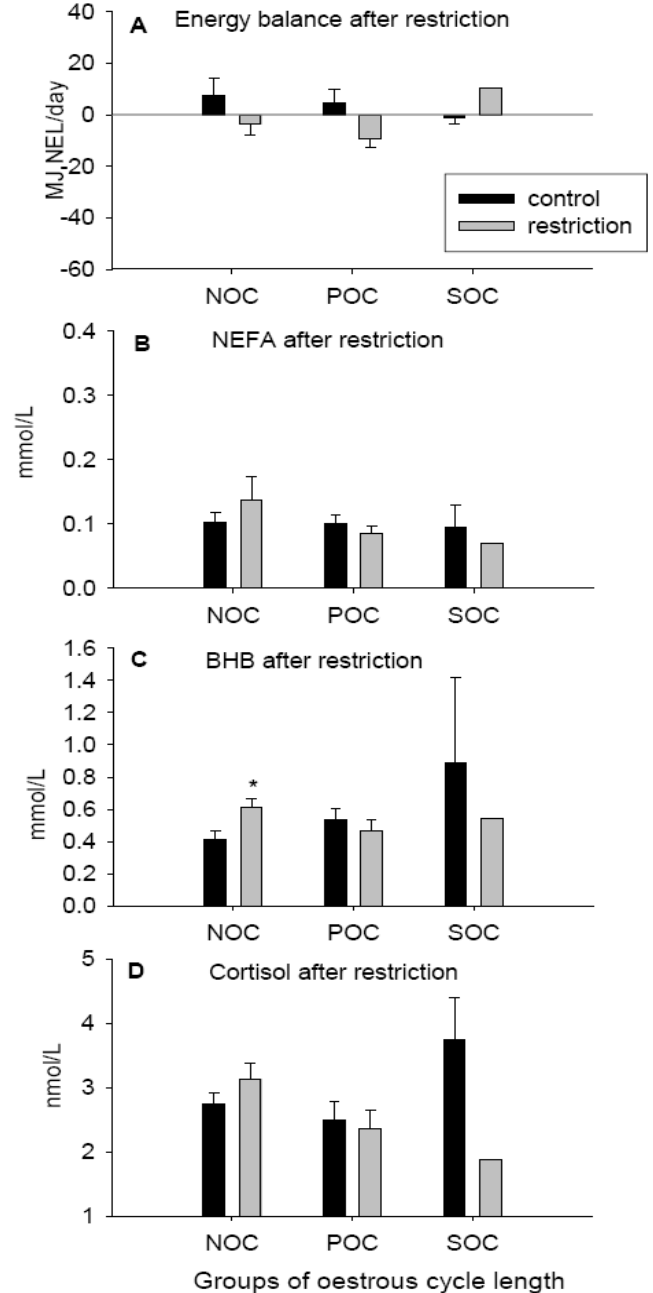 A Energy balance after restriction
40
20
0
-20
-40
-60
MJ NEL/day
control
restriction
NOC POC SOC
B NEFA after restriction
0.4
0.3
0.2
0.1
0.0
mmol/L
NOC POC SOC
C BHB after restriction
1.6
1.4
1.2
1.0
0.8
0.6
0.4
0.2
0.0
mmol/L
*
NOC POC SOC
D Cortisol after restriction
5
4
3
2
1
nmol/L
NOC POC SOC
Groups of oestrous cycle length